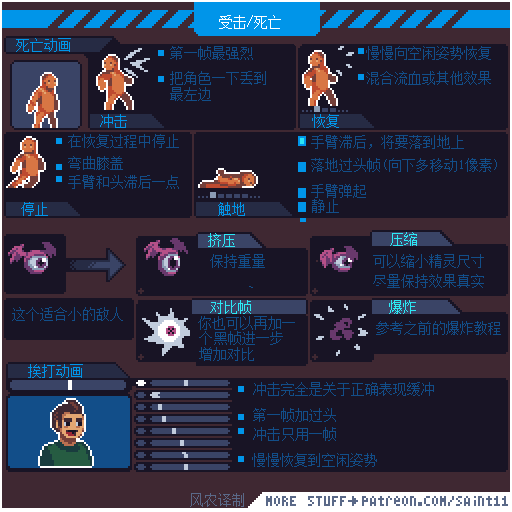 受击/死亡
死亡动画
第一帧最强烈
把角色一下丢到
最左边
冲击
慢慢向空闲姿势恢复
混合流血或其他效果
恢复
在恢复过程中停止
弯曲膝盖
手臂和头滞后一点
停止
触地
手臂滞后，将要落到地上
落地过头帧(向下多移动1像素)
手臂弹起
静止
挤压
保持重量
压缩
可以缩小精灵尺寸
尽量保持效果真实
这个适合小的敌人
对比帧
你也可以再加一
个黑帧进一步
增加对比
爆炸
参考之前的爆炸教程
挨打动画
冲击完全是关于正确表现缓冲
第一帧加过头
冲击只用一帧
慢慢恢复到空闲姿势
风农译制
MORE STUFF→PATREON.COM/SAINT11